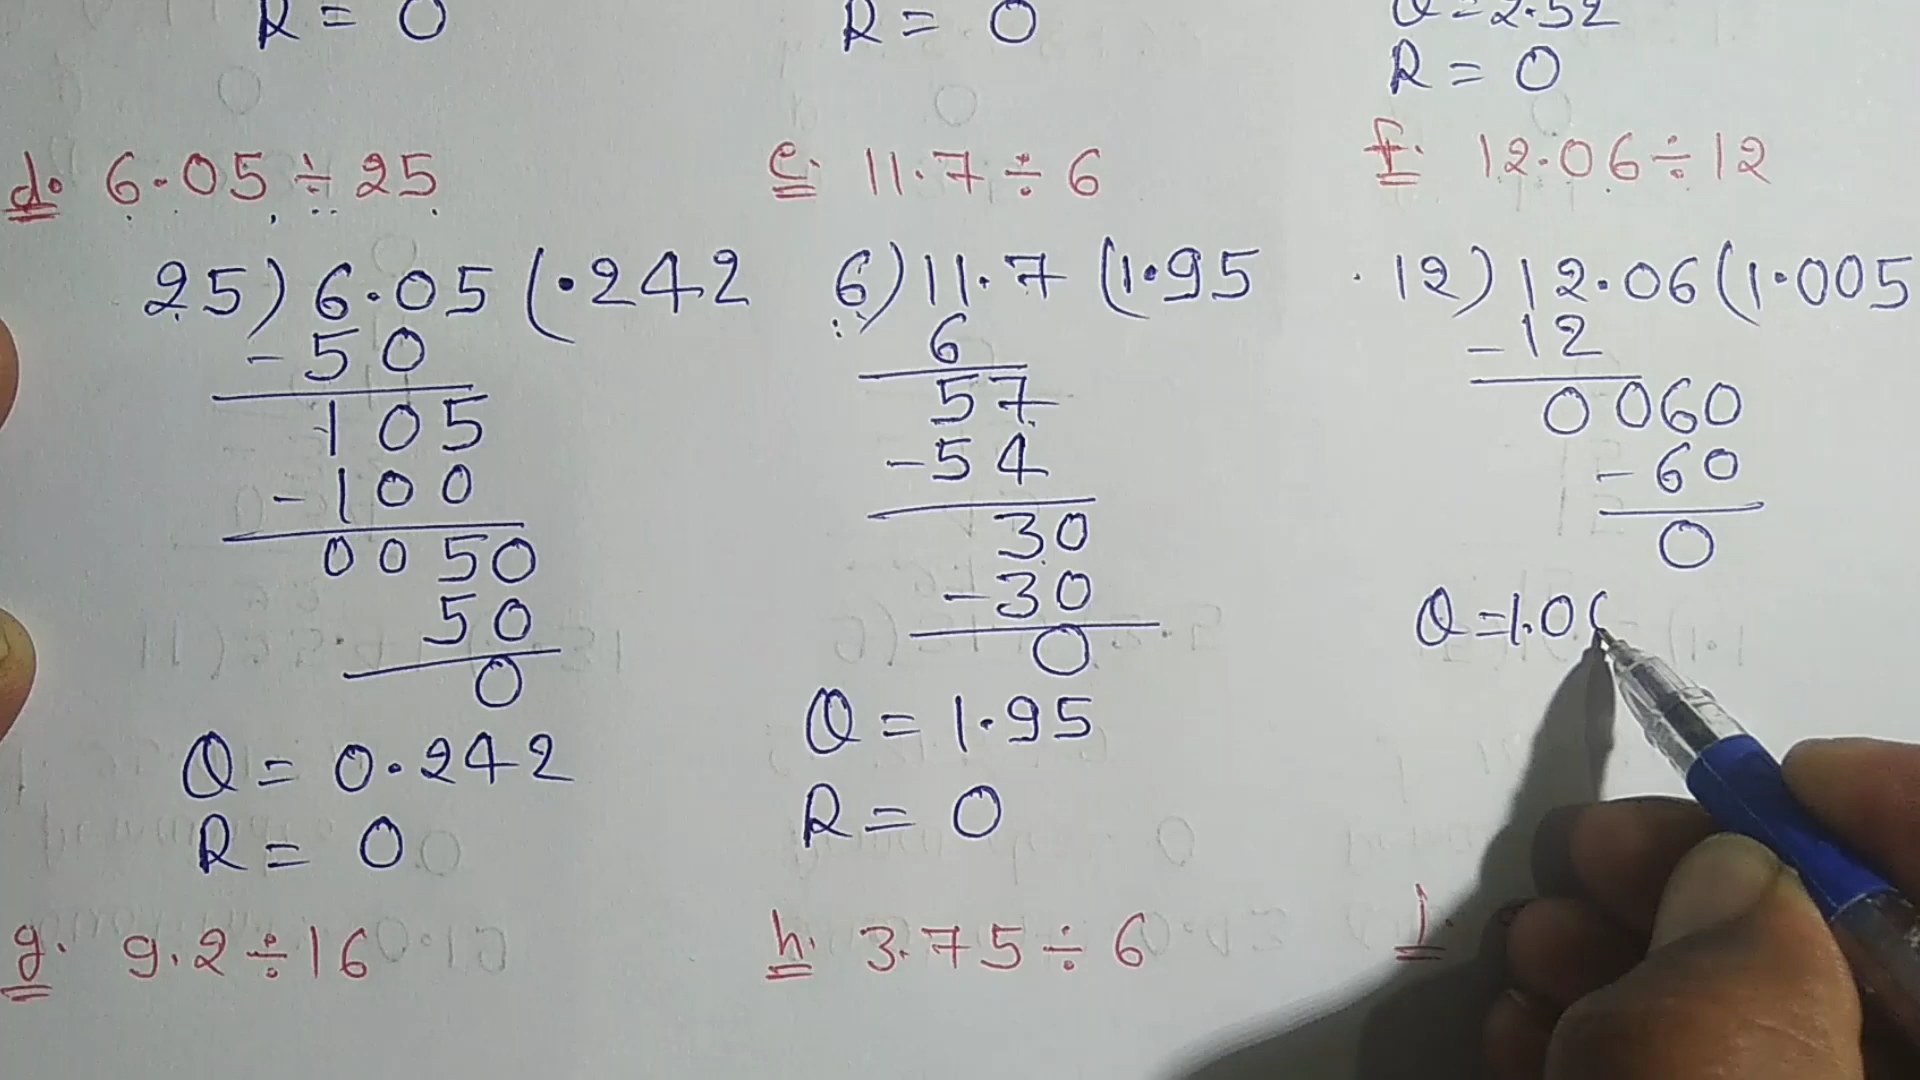 R = 0
R = 0
Q = 2.52
R = 0
d. 6.05 ÷ 25
25) 6.05 (.242
- 50
105
- 100
0050
50
0
Q = 0.242
R = 0
e. 11.7 ÷ 6
6) 11.7 (1.95
6
57
- 54
30
- 30
0
Q = 1.95
R = 0
f. 12.06 ÷ 12
12) 12.06 (1.005
- 12
0060
- 60
0
Q = 1.0
g. 9.2 ÷ 16
h. 3.75 ÷ 6